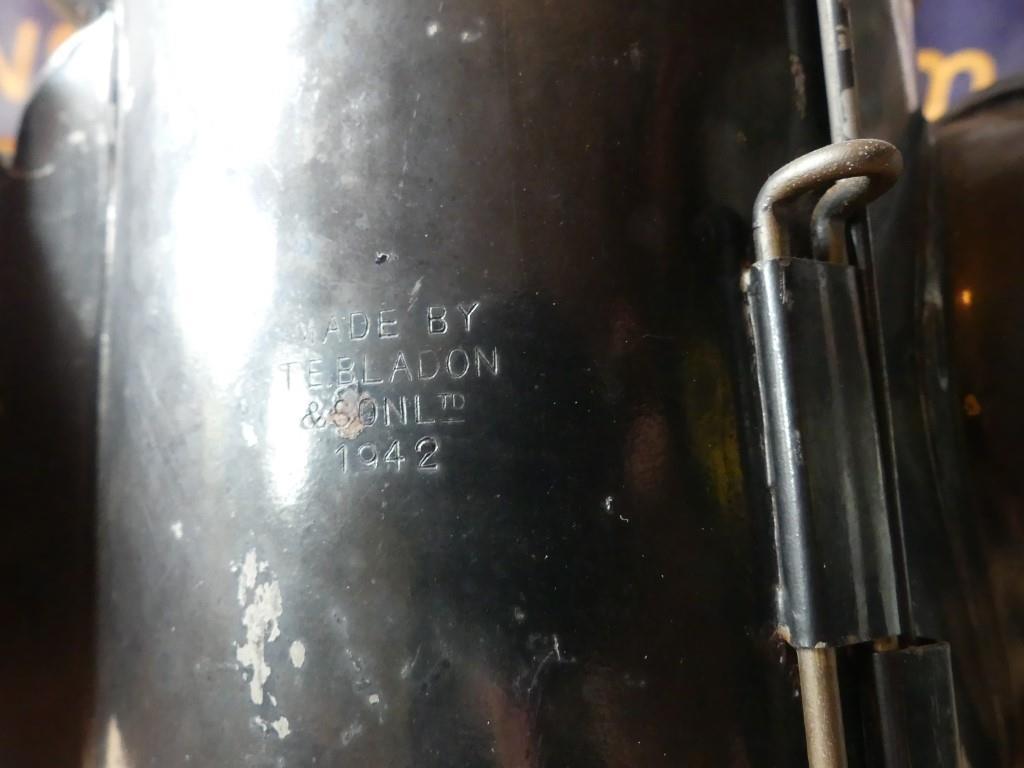 MADE BY
T.E.BLADON
& SON LTD
1942
m